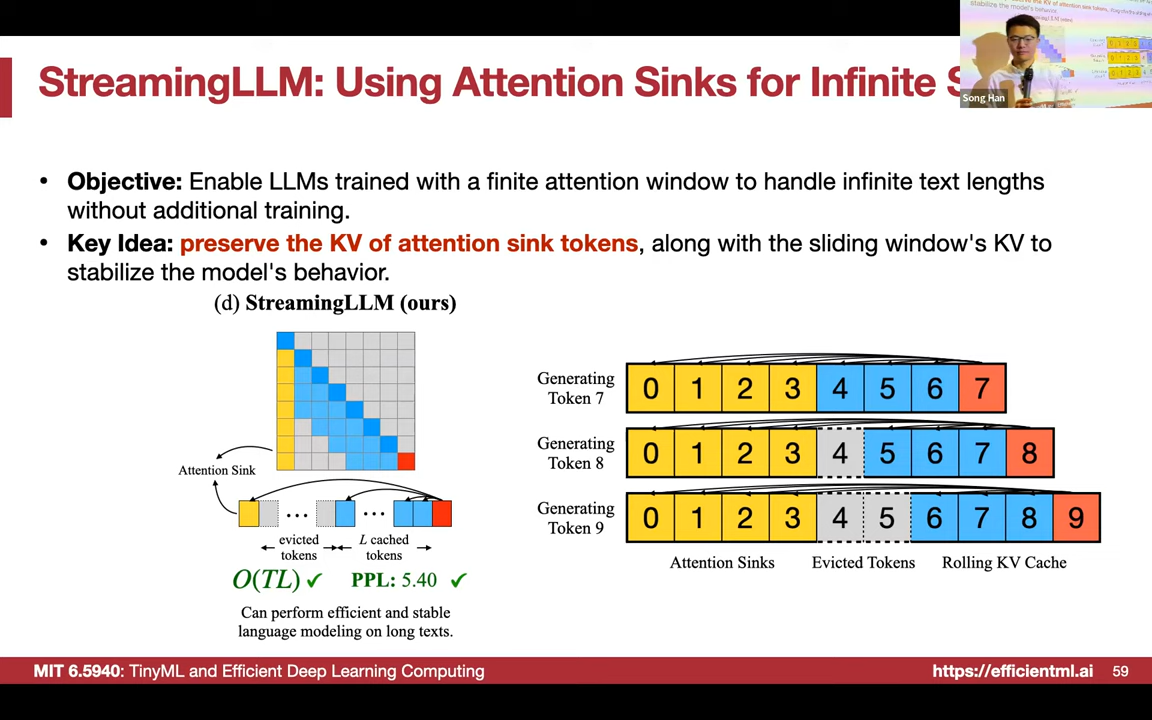 StreamingLLM: Using Attention Sinks for Infinite
Song Han
• Objective: Enable LLMs trained with a finite attention window to handle infinite text lengths
without additional training.
• Key Idea: preserve the KV of attention sink tokens, along with the sliding window's KV to
stabilize the model's behavior.
(d) StreamingLLM (ours)
Attention Sink
... ...
evicted
tokens
L cached
tokens
O(TL) ✓ PPL: 5.40 ✓
Can perform efficient and stable
language modeling on long texts.
Generating
Token 7
0 1 2 3 4 5 6 7
Generating
Token 8
0 1 2 3 4 5 6 7 8
Generating
Token 9
0 1 2 3 4 5 6 7 8 9
Attention Sinks Evicted Tokens Rolling KV Cache
MIT 6.5940: TinyML and Efficient Deep Learning Computing https://efficientml.ai 59